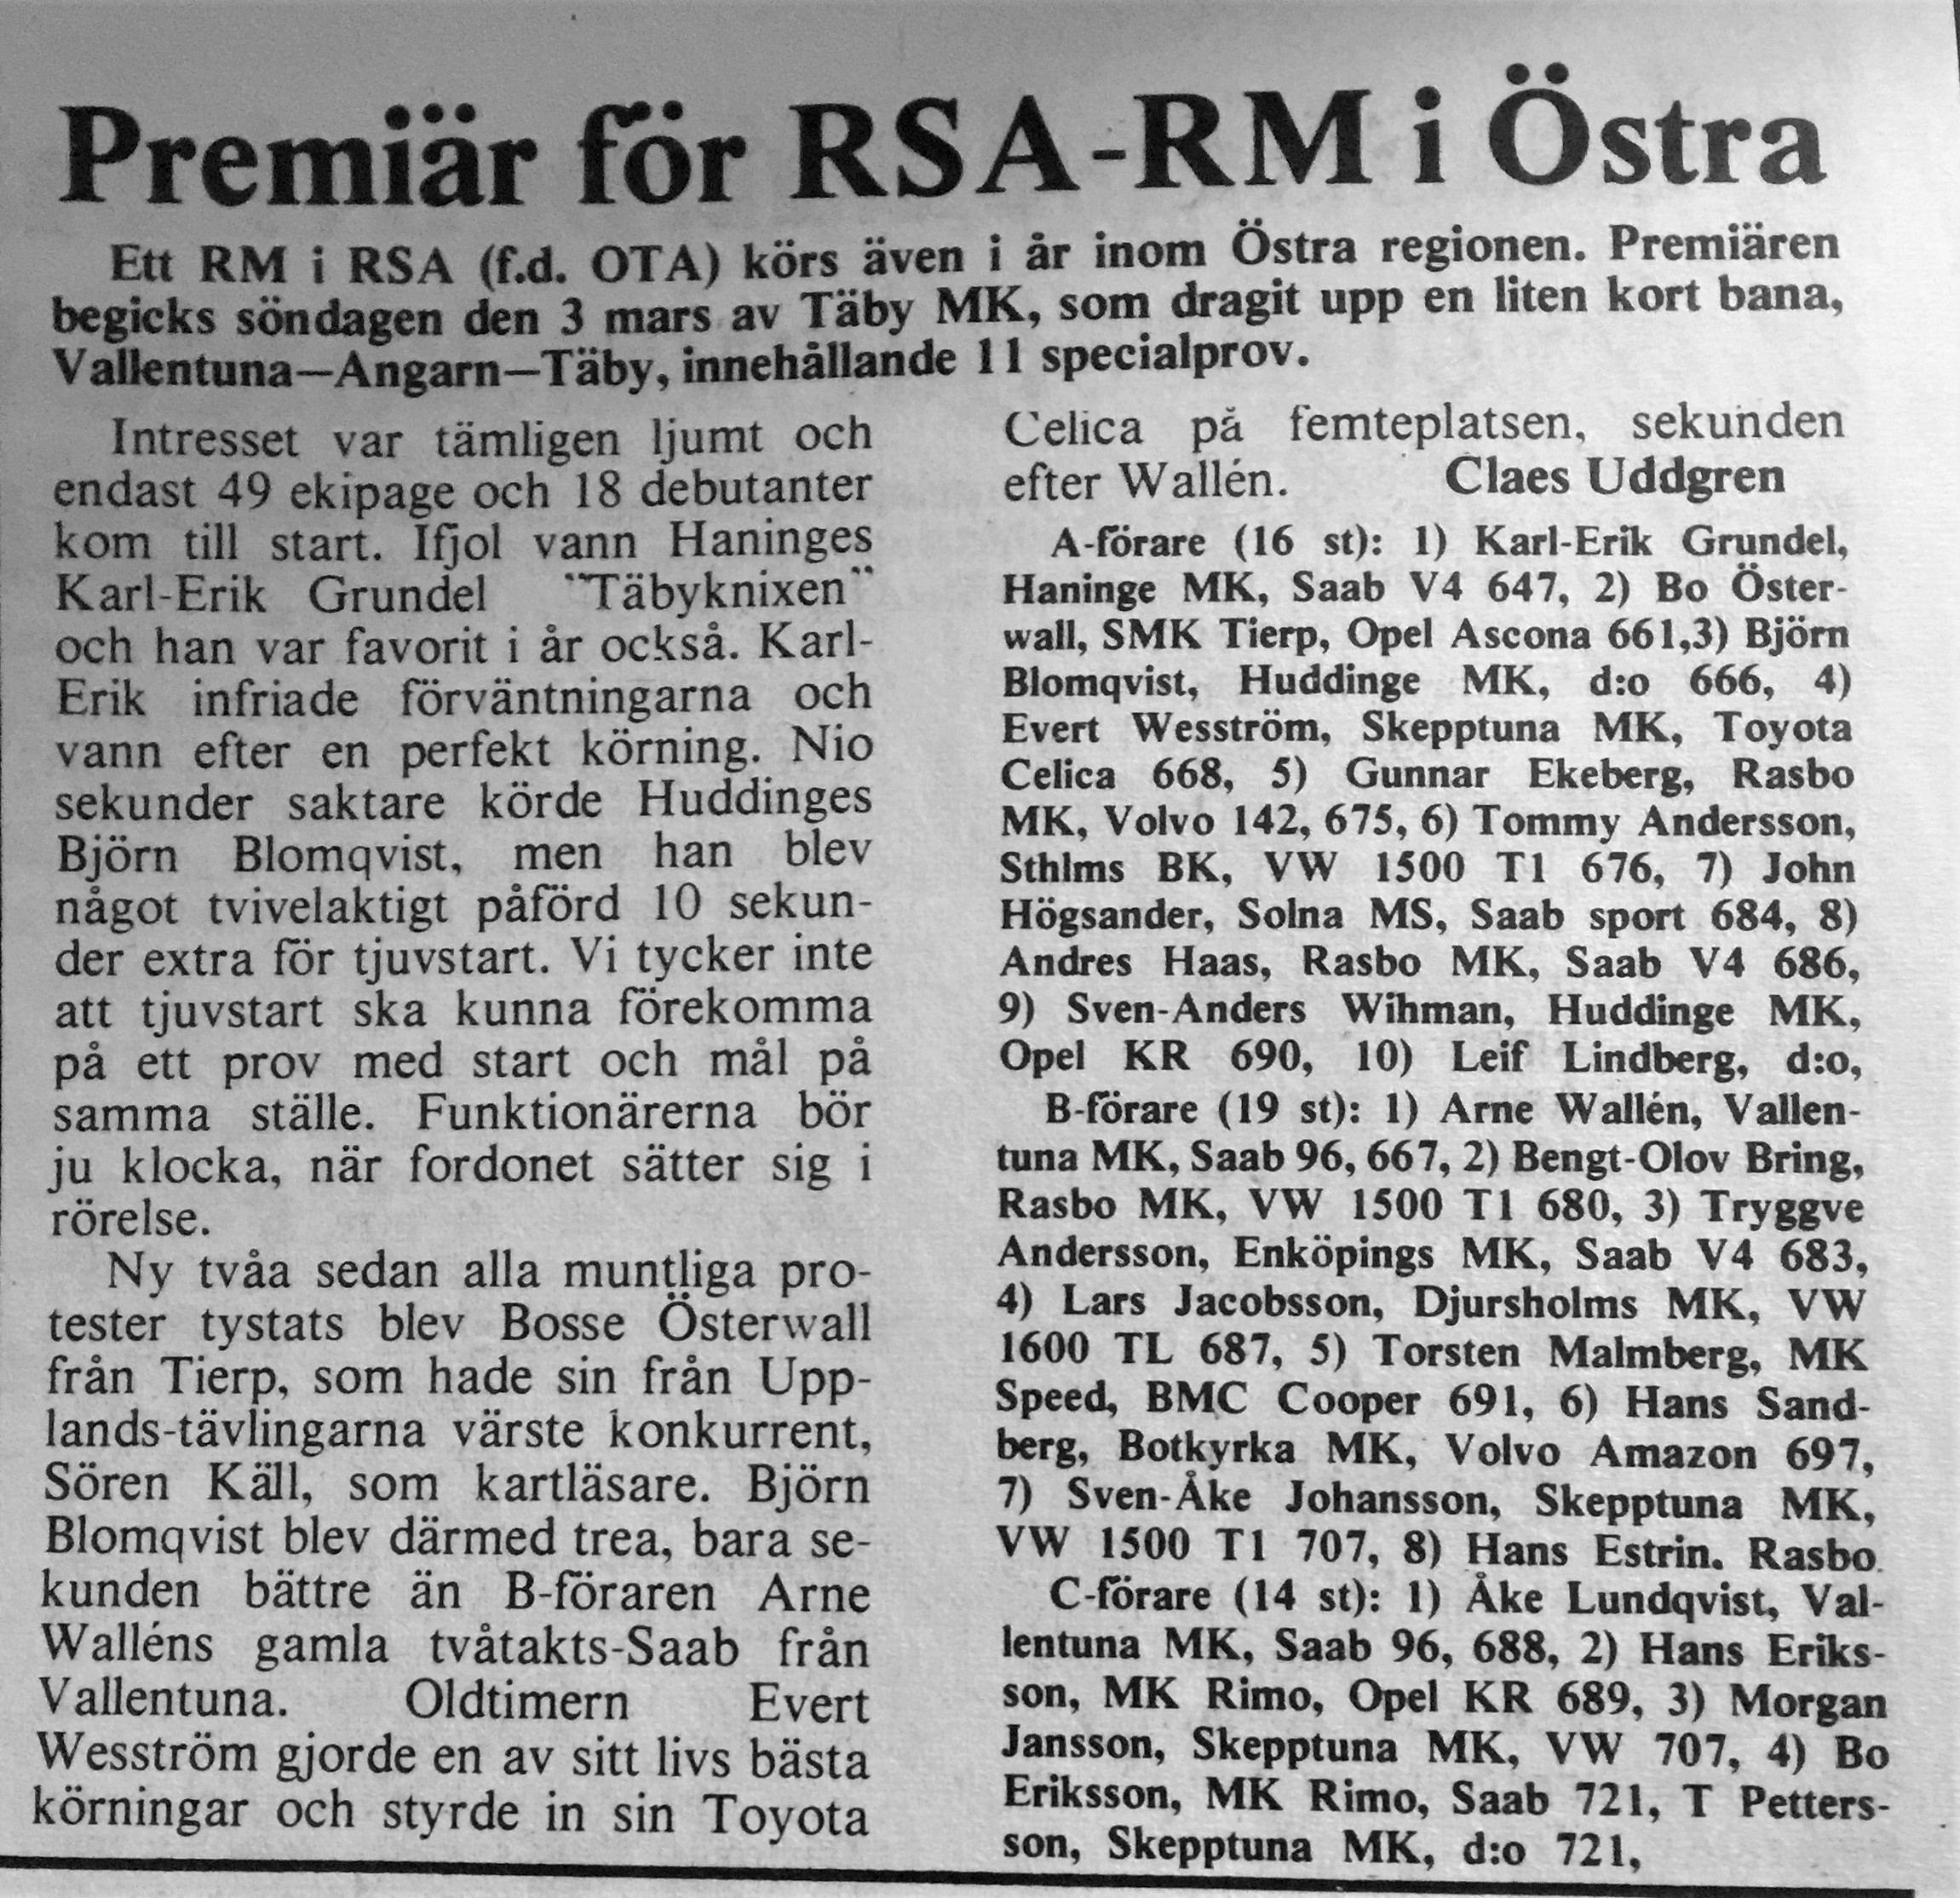 Premiär för RSA-RM i Östra
Ett RM i RSA (f.d. OTA) körs även i år inom Östra regionen. Premiären
begicks söndagen den 3 mars av Täby MK, som dragit upp en liten kort bana,
Vallentuna—Angarn—Täby, innehållande 11 specialprov.
Intresset var tämligen ljumt och
endast 49 ekipage och 18 debutanter
kom till start. Ifjol vann Haninges
Karl-Erik Grundel "Täbyknixen"
och han var favorit i år också. Karl-
Erik infriade förväntningarna och
vann efter en perfekt körning. Nio
sekunder saktare körde Huddinges
Björn Blomqvist, men han blev
något tvivelaktigt påförd 10 sekun-
der extra för tjuvstart. Vi tycker inte
att tjuvstart ska kunna förekomma
på ett prov med start och mål på
samma ställe. Funktionärerna bör
ju klocka, när fordonet sätter sig i
rörelse.
Ny tvåa sedan alla muntliga pro-
tester tystats blev Bosse Österwall
från Tierp, som hade sin från Upp-
lands-tävlingarna värste konkurrent,
Sören Käll, som kartläsare. Björn
Blomqvist blev därmed trea, bara se-
kunden bättre än B-föraren Arne
Walléns gamla tvåtakts-Saab från
Vallentuna. Oldtimern Evert
Wesström gjorde en av sitt livs bästa
körningar och styrde in sin Toyota
Celica på femteplatsen, sekunden
efter Wallén. Claes Uddgren
A-förare (16 st): 1) Karl-Erik Grundel,
Haninge MK, Saab V4 647, 2) Bo Öster-
wall, SMK Tierp, Opel Ascona 661,3) Björn
Blomqvist, Huddinge MK, d:o 666, 4)
Evert Wesström, Skepptuna MK, Toyota
Celica 668, 5) Gunnar Ekeberg, Rasbo
MK, Volvo 142, 675, 6) Tommy Andersson,
Sthlms BK, VW 1500 T1 676, 7) John
Högsander, Solna MS, Saab sport 684, 8)
Andres Haas, Rasbo MK, Saab V4 686,
9) Sven-Anders Wihman, Huddinge MK,
Opel KR 690, 10) Leif Lindberg, d:o,
B-förare (19 st): 1) Arne Wallén, Vallen-
tuna MK, Saab 96, 667, 2) Bengt-Olov Bring,
Rasbo MK, VW 1500 T1 680, 3) Tryggve
Andersson, Enköpings MK, Saab V4 683,
4) Lars Jacobsson, Djursholms MK, VW
1600 TL 687, 5) Torsten Malmberg, MK
Speed, BMC Cooper 691, 6) Hans Sand-
berg, Botkyrka MK, Volvo Amazon 697,
7) Sven-Åke Johansson, Skepptuna MK,
VW 1500 T1 707, 8) Hans Estrin. Rasbo.
C-förare (14 st): 1) Åke Lundqvist, Val-
lentuna MK, Saab 96, 688, 2) Hans Eriks-
son, MK Rimo, Opel KR 689, 3) Morgan
Jansson, Skepptuna MK, VW 707, 4) Bo
Eriksson, MK Rimo, Saab 721, T Petters-
son, Skepptuna MK, d:o 721,